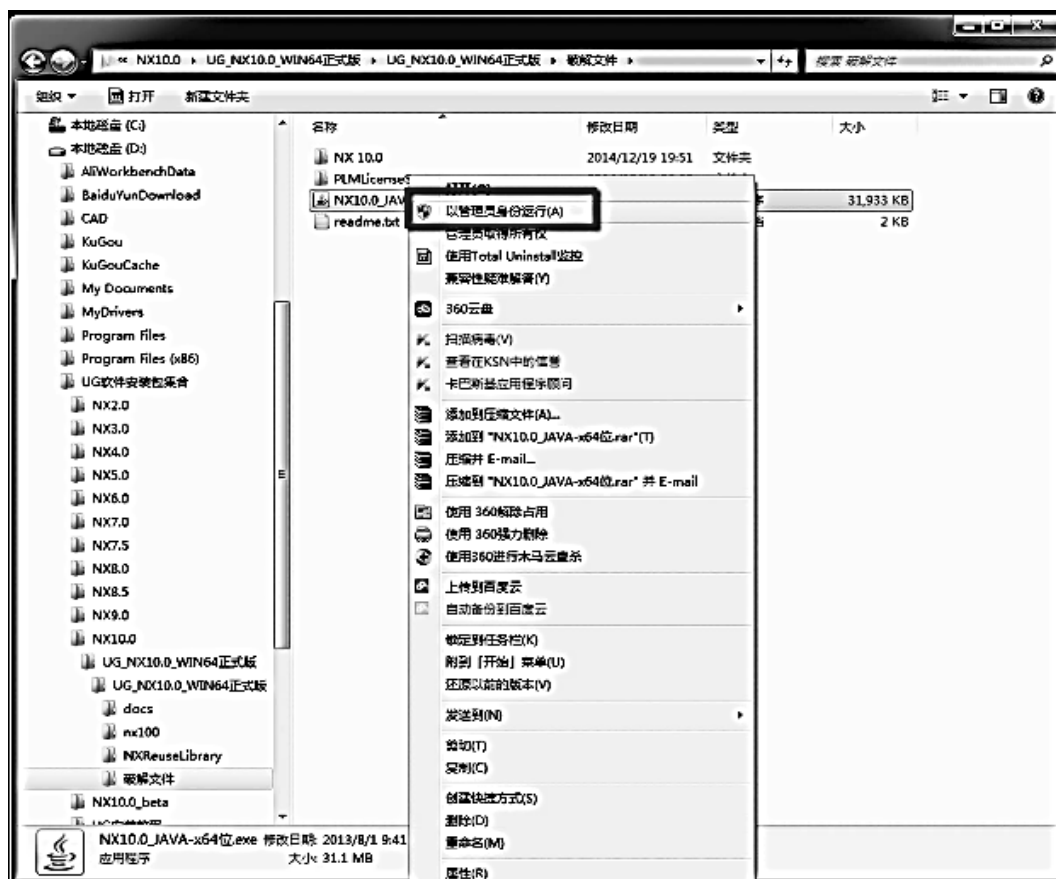 « NX10.0 ▸ UG_NX10.0_WIN64正式版 ▸ UG_NX10.0_WIN64正式版 ▸ 破解文件 ▸
搜索 破解文件
组织 打开 新建文件夹
本地磁盘 (C:)
本地磁盘 (D:)
AliWorkbenchData
BaiduYunDownload
CAD
KuGou
KuGouCache
My Documents
MyDrivers
Program Files
Program Files (x86)
UG软件安装包集合
NX2.0
NX3.0
NX4.0
NX5.0
NX6.0
NX7.0
NX7.5
NX8.0
NX8.5
NX9.0
NX10.0
UG_NX10.0_WIN64正式版
UG_NX10.0_WIN64正式版
docs
nx100
NXReuseLibrary
破解文件
NX10.0_beta
名称 修改日期 类型 大小
NX 10.0 2014/12/19 19:51 文件夹
PLMLicenseS
NX10.0_JAV 31,933 KB
readme.txt 2 KB
以管理员身份运行(A)
管理员取得所有权
使用Total Uninstall监控
兼容性疑难解答(Y)
360云盘
扫描病毒(V)
查看在KSN中的信誉
卡巴斯基应用程序顾问
添加到压缩文件(A)...
添加到 "NX10.0_JAVA-x64位.rar"(T)
压缩并 E-mail...
压缩到 "NX10.0_JAVA-x64位.rar" 并 E-mail
使用 360解除占用
使用 360强力删除
使用360进行木马云查杀
上传到百度云
自动备份到百度云
锁定到任务栏(K)
附到「开始」菜单(U)
还原以前的版本(V)
发送到(N)
剪切(T)
复制(C)
创建快捷方式(S)
删除(D)
重命名(M)
属性(R)
NX10.0_JAVA-x64位.exe 修改日期: 2013/8/1 9:41
应用程序 大小: 31.1 MB